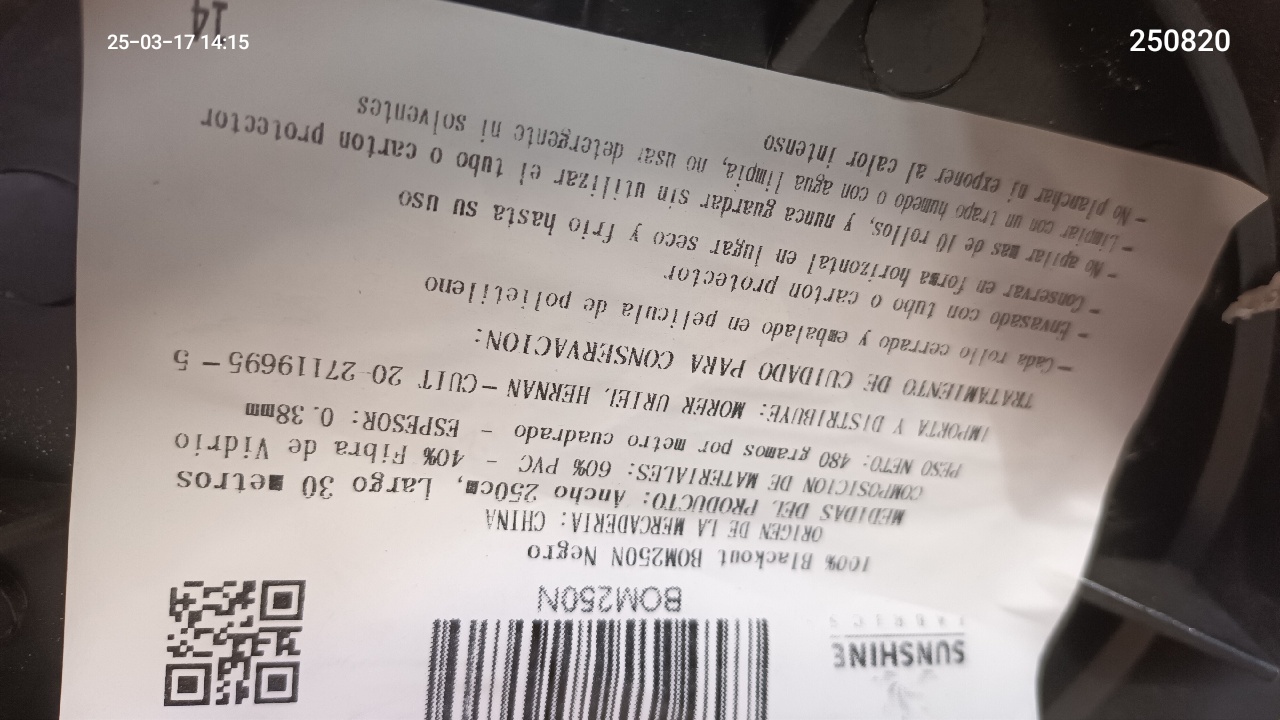 25-03-17 14:15
250820
SUNSHINE
FABRICS
BOM250N
100% Blackout BOM250N Negro
ORIGEN DE LA MERCADERIA: CHINA
MEDIDAS DEL PRODUCTO: Ancho 250cm, Largo 30 metros
COMPOSICION DE MATERIALES: 60% PVC - 40% Fibra de Vidrio
PESO NETO: 480 gramos por metro cuadrado - ESPESOR: 0.38mm
IMPORTA Y DISTRIBUYE: MORER URIEL HERNAN -CUIT 20-27119695 - 5
TRATAMIENTO DE CUIDADO PARA CONSERVACION:
- Cada rollo cerrado y embalado en pelicula de polietileno
- Envasado con tubo o carton protector
- Conservar en forma horizontal en lugar seco y frio hasta su uso
- No apilar mas de 10 rollos, y nunca guardar sin utilizar el tubo o carton protector
- Limpiar con un trapo humedo o con agua limpia, no usar detergente ni solventes
- No planchar ni exponer al calor intenso
14